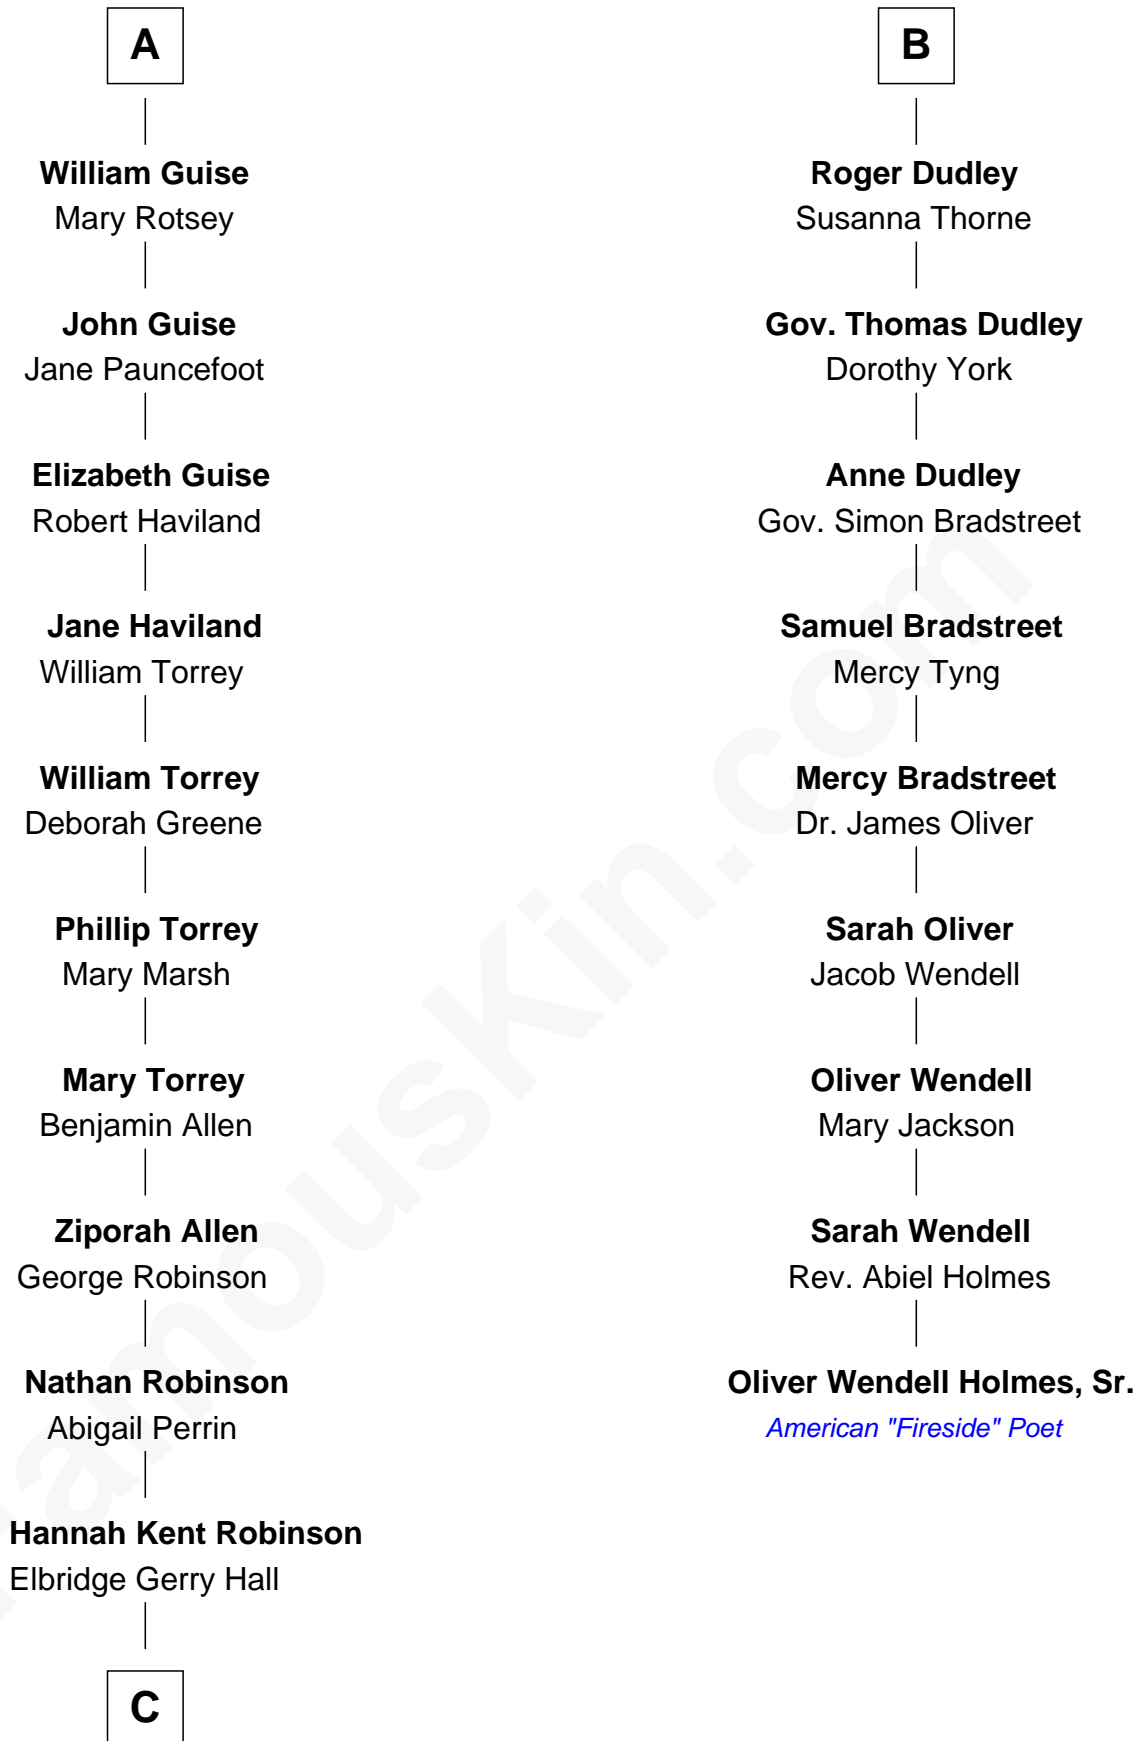 A
William Guise
Mary Rotsey
John Guise
Jane Pauncefoot
Elizabeth Guise
Robert Haviland
Jane Haviland
William Torrey
William Torrey
Deborah Greene
Phillip Torrey
Mary Marsh
Mary Torrey
Benjamin Allen
Ziporah Allen
George Robinson
Nathan Robinson
Abigail Perrin
Hannah Kent Robinson
Elbridge Gerry Hall
C
B
Roger Dudley
Susanna Thorne
Gov. Thomas Dudley
Dorothy York
Anne Dudley
Gov. Simon Bradstreet
Samuel Bradstreet
Mercy Tyng
Mercy Bradstreet
Dr. James Oliver
Sarah Oliver
Jacob Wendell
Oliver Wendell
Mary Jackson
Sarah Wendell
Rev. Abiel Holmes
Oliver Wendell Holmes, Sr.
American "Fireside" Poet
FamousKin.com